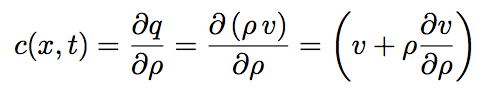 c(x, t) = ∂q/∂ρ = ∂(ρ v)/∂ρ = (v + ρ ∂v/∂ρ)